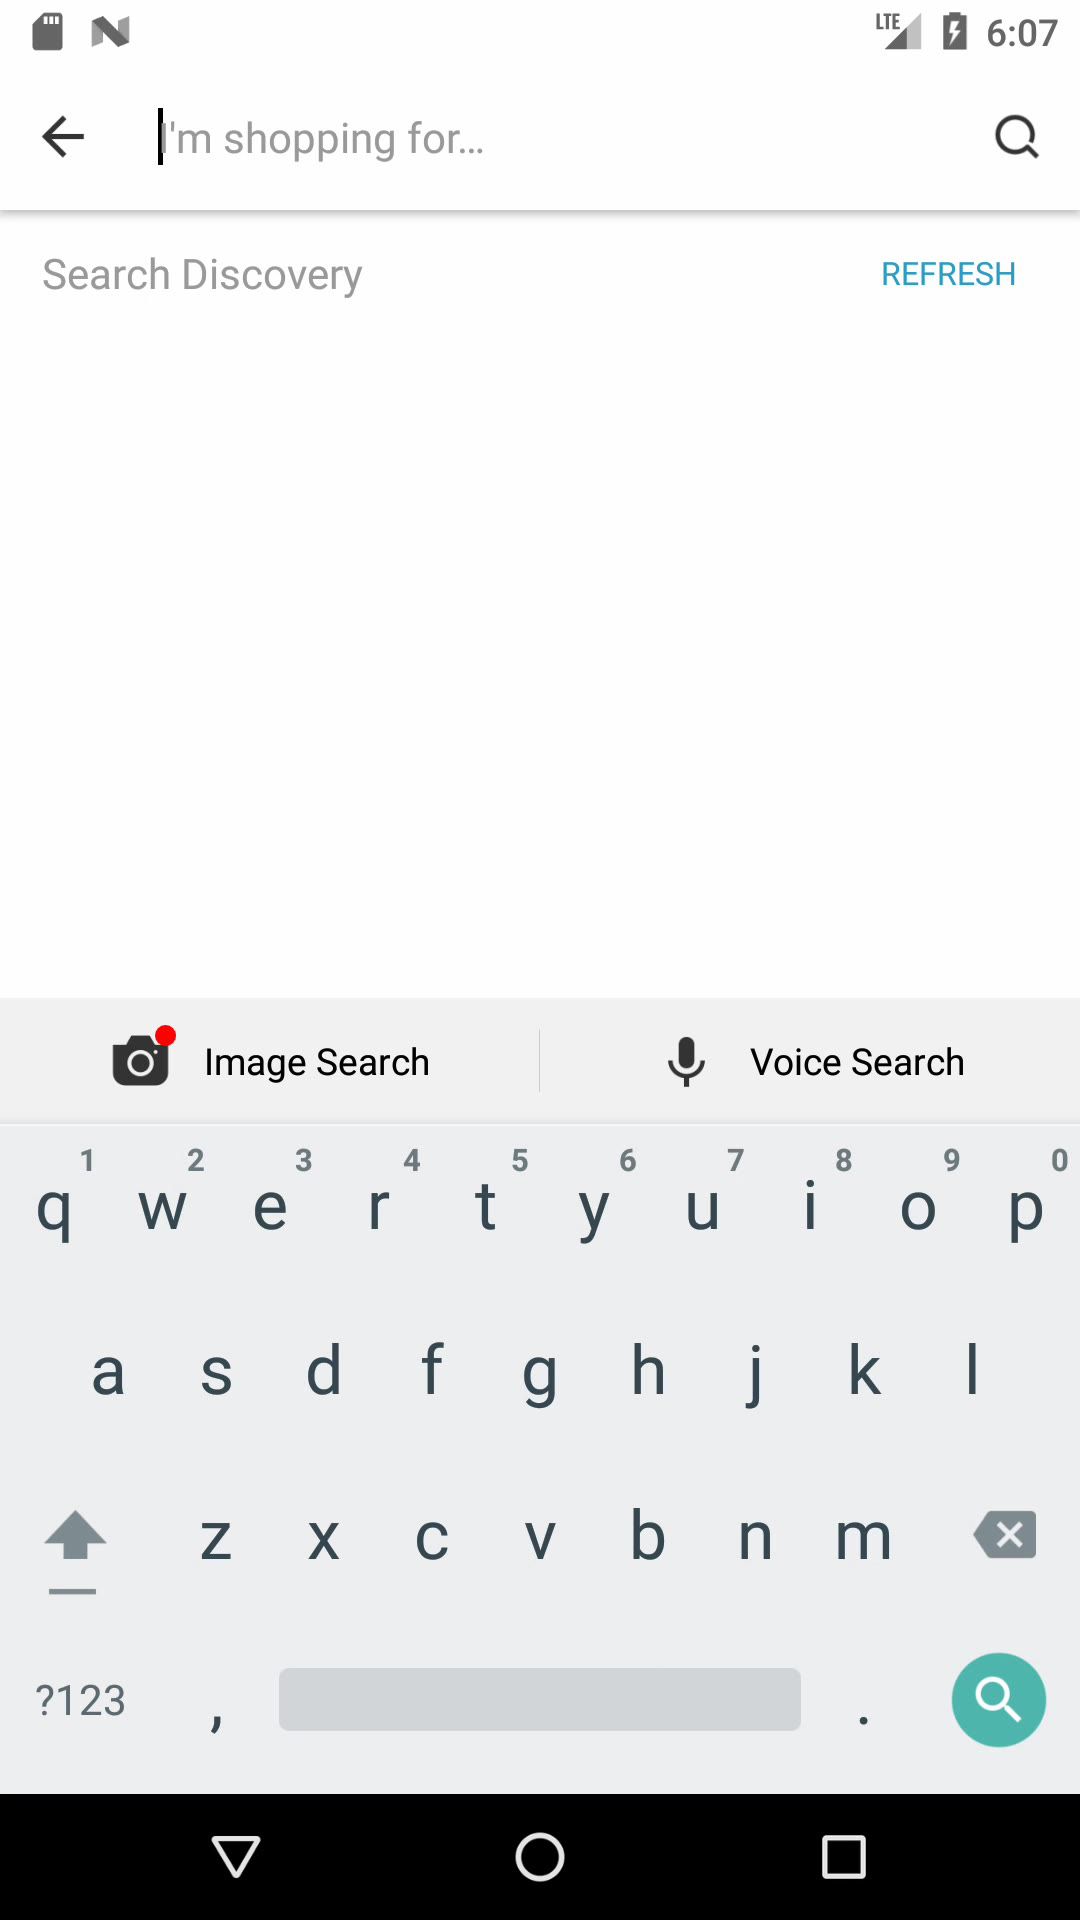 LTE 6:07
I'm shopping for...
Search Discovery REFRESH
Image Search Voice Search
1 2 3 4 5 6 7 8 9 0
q w e r t y u i o p
a s d f g h j k l
z x c v b n m
?123 , .